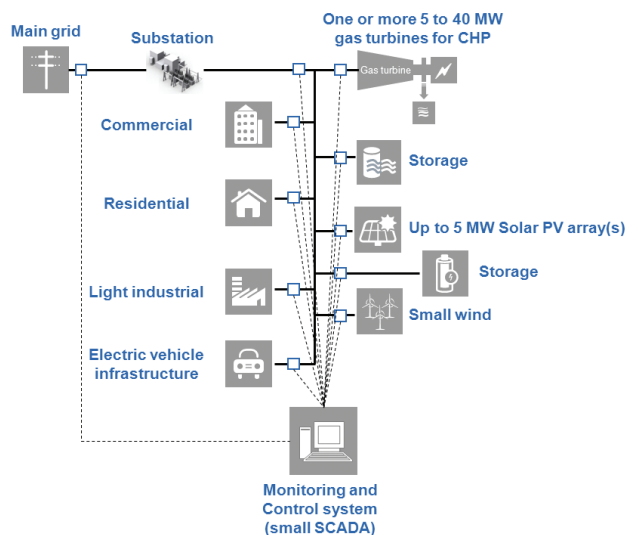 Main grid
Substation
One or more 5 to 40 MW
gas turbines for CHP
Gas turbine
Commercial
Storage
Residential
Up to 5 MW Solar PV array(s)
Storage
Light industrial
Small wind
Electric vehicle
infrastructure
Monitoring and
Control system
(small SCADA)